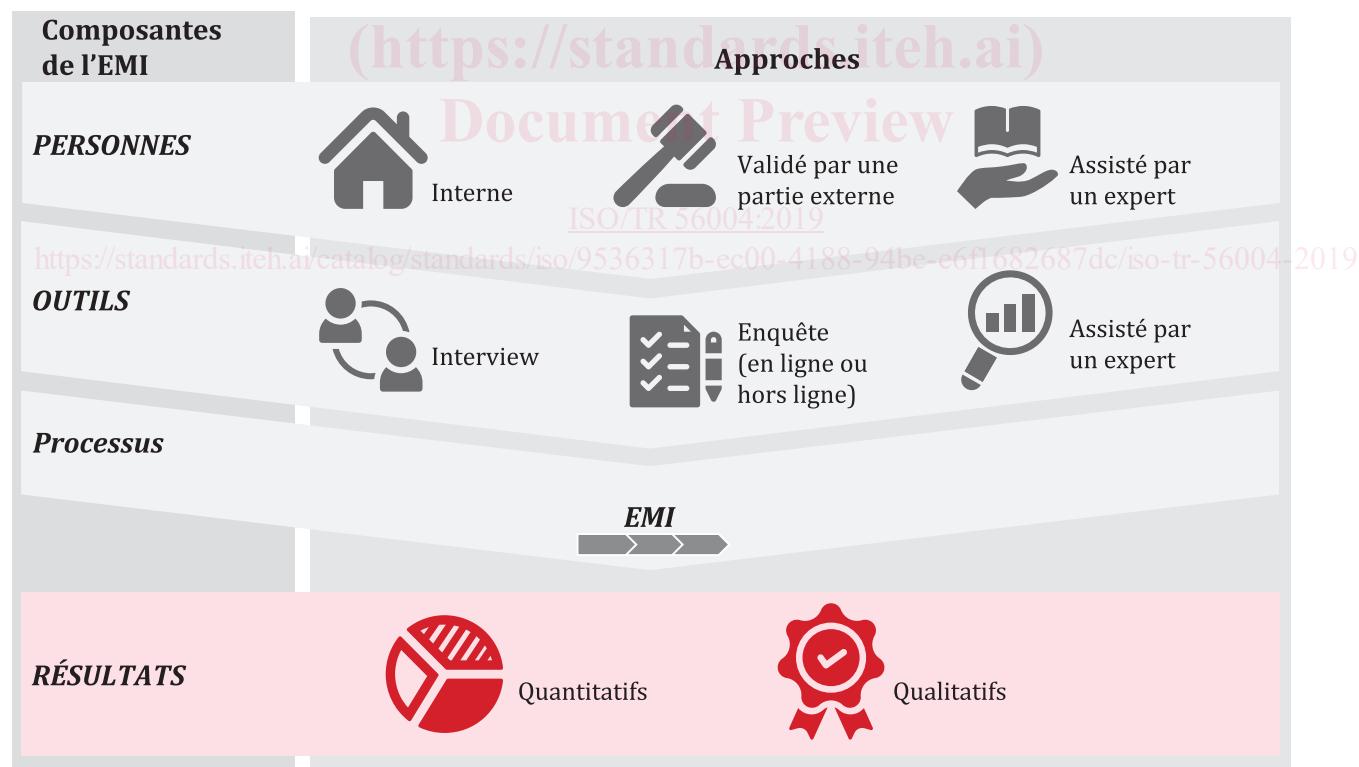 Composantes
de l'EMI
Approches
(https://standards.iteh.ai)
Document Preview
PERSONNES
Interne
Validé par une
partie externe
Assisté par
un expert
ISO/TR 56004:2019
https://standards.iteh.ai/catalog/standards/iso/9536317b-ec00-4188-94be-e6f1682687dc/iso-tr-56004-2019
OUTILS
Interview
Enquête
(en ligne ou
hors ligne)
Assisté par
un expert
Processus
EMI
RÉSULTATS
Quantitatifs
Qualitatifs